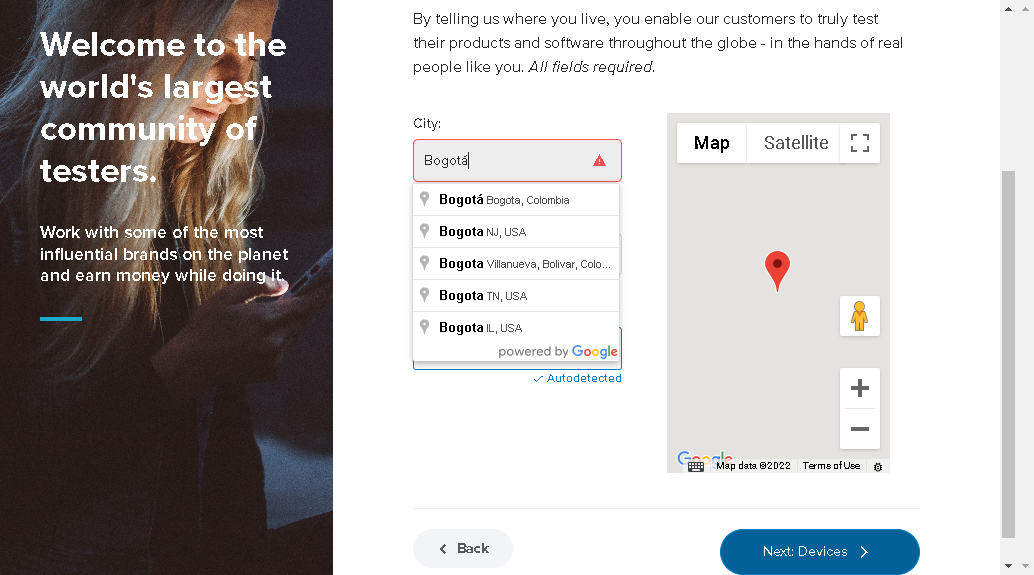 Welcome to the
world's largest
community of
testers.
Work with some of the most
influential brands on the planet
and earn money while doing it.
By telling us where you live, you enable our customers to truly test
their products and software throughout the globe - in the hands of real
people like you. All fields required.
City:
Bogotá
Bogotá Bogota, Colombia
Bogota NJ, USA
Bogota Villanueva, Bolivar, Colo...
Bogota TN, USA
Bogota IL, USA
powered by Google
Autodetected
Map Satellite
Google
Map data ©2022 Terms of Use
Back
Next: Devices